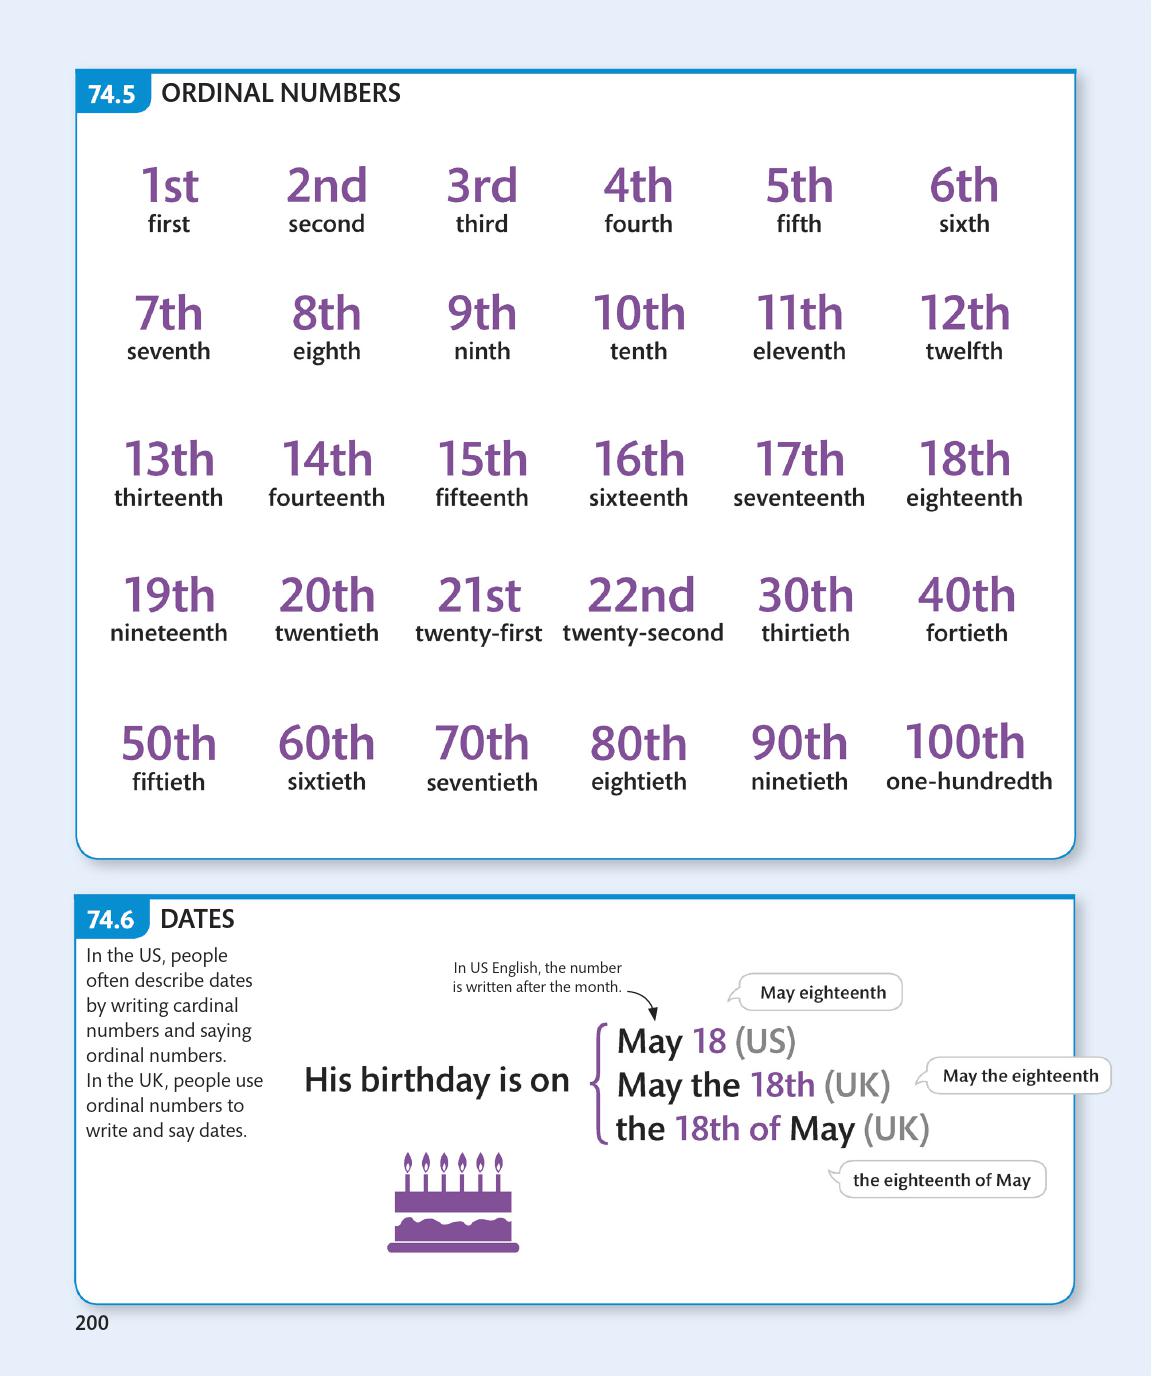 74.5 ORDINAL NUMBERS
1st 2nd 3rd 4th 5th 6th
first second third fourth fifth sixth
7th 8th 9th 10th 11th 12th
seventh eighth ninth tenth eleventh twelfth
13th 14th 15th 16th 17th 18th
thirteenth fourteenth fifteenth sixteenth seventeenth eighteenth
19th 20th 21st 22nd 30th 40th
nineteenth twentieth twenty-first twenty-second thirtieth fortieth
50th 60th 70th 80th 90th 100th
fiftieth sixtieth seventieth eightieth ninetieth one-hundredth
74.6 DATES
In the US, people
often describe dates
by writing cardinal
numbers and saying
ordinal numbers.
In the UK, people use
ordinal numbers to
write and say dates.
In US English, the number
is written after the month.
May eighteenth
His birthday is on
May 18 (US)
May the 18th (UK)
the 18th of May (UK)
May the eighteenth
the eighteenth of May
200